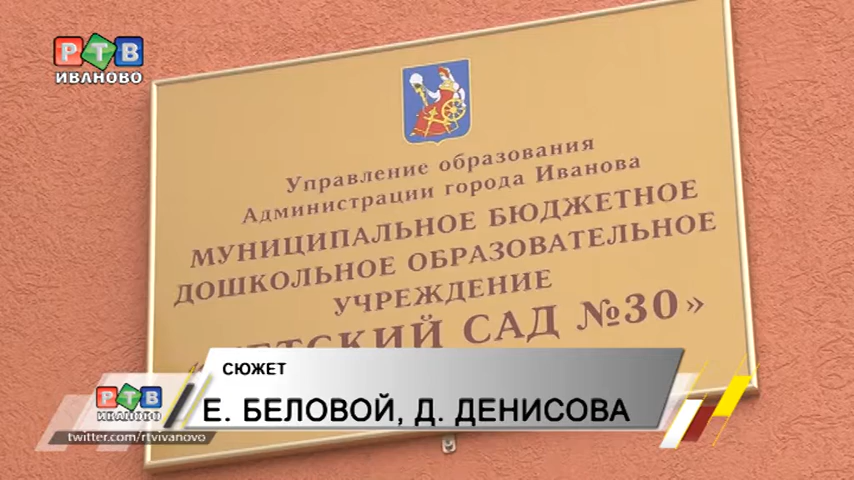 РТВ
ИВАНОВО
Управление образования
Администрации города Иванова
МУНИЦИПАЛЬНОЕ БЮДЖЕТНОЕ
ДОШКОЛЬНОЕ ОБРАЗОВАТЕЛЬНОЕ
УЧРЕЖДЕНИЕ
САД №30»
СЮЖЕТ
Е. БЕЛОВОЙ, Д. ДЕНИСОВА
РТВ
ИВАНОВО
twitter.com/rtvivanovo